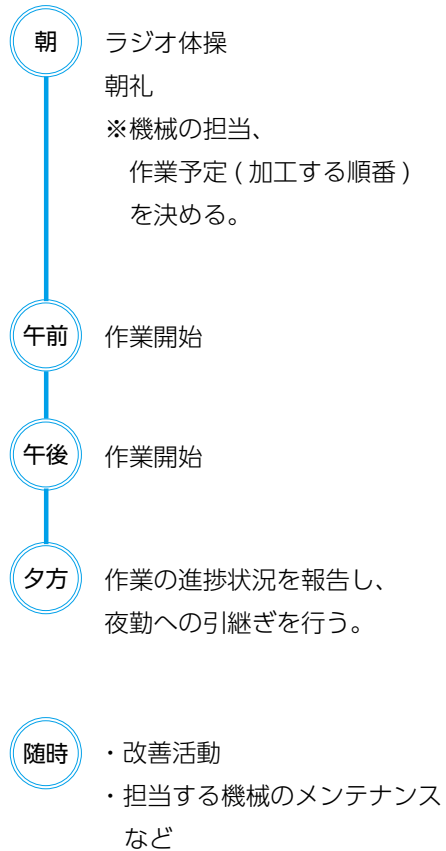 朝
ラジオ体操
朝礼
※機械の担当、
作業予定 ( 加工する順番 )
を決める。
午前
作業開始
午後
作業開始
夕方
作業の進捗状況を報告し、
夜勤への引継ぎを行う。
随時
・改善活動
・担当する機械のメンテナンス
など